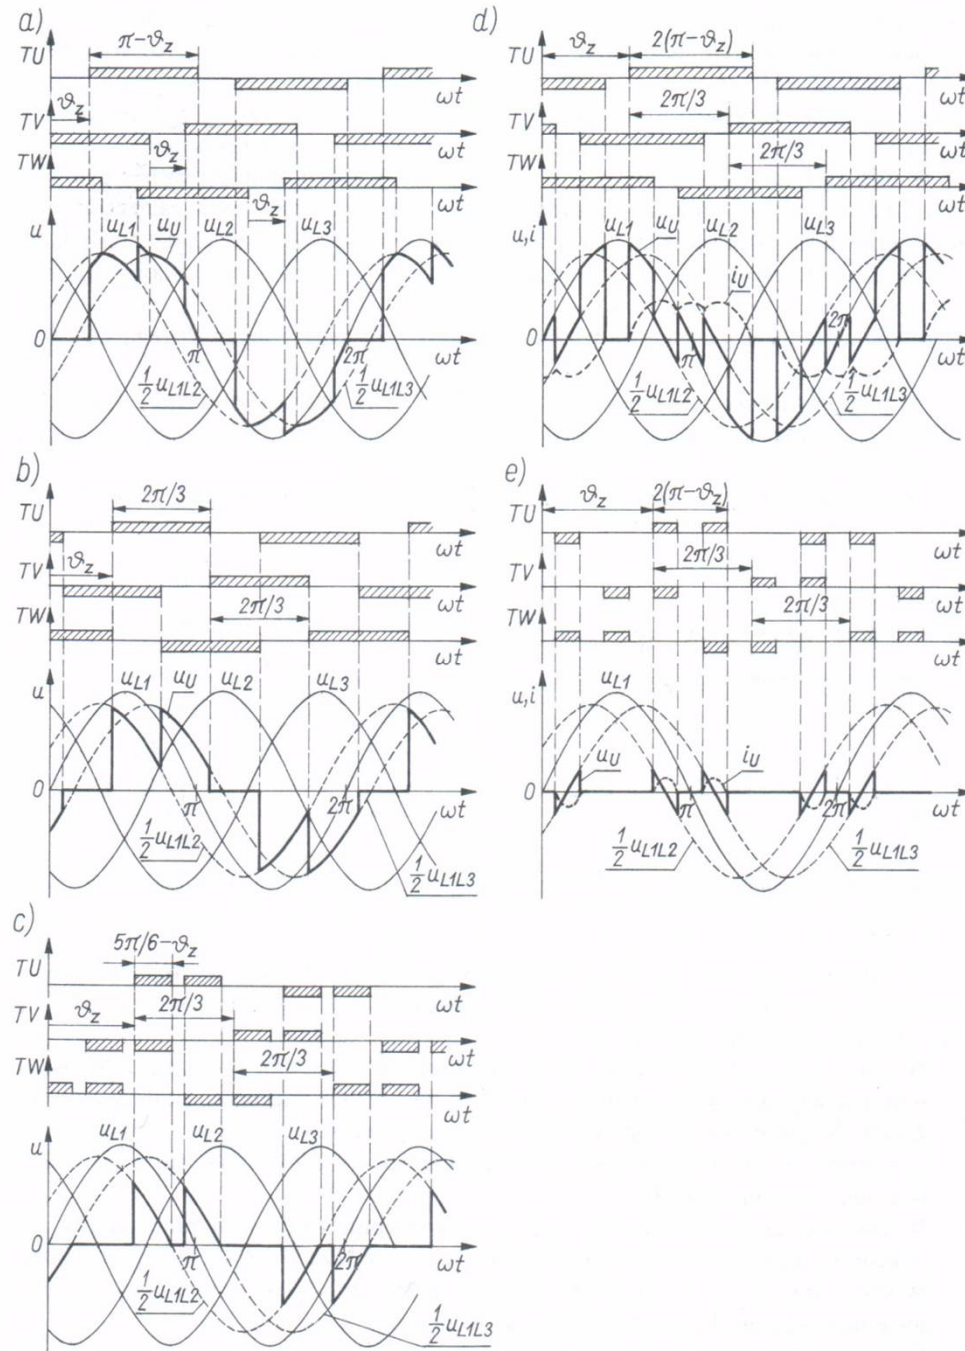 a)
π-ϑz
TU
ωt
ϑz
TV
ωt
ϑz
TW
ϑz
ωt
u
uL1
uU
uL2
uL3
0
π
2π
ωt
1/2 uL1L2
1/2 uL1L3
b)
2π/3
TU
ωt
ϑz
TV
ωt
2π/3
TW
ωt
u
uL1
uU
uL2
uL3
0
π
2π
ωt
1/2 uL1L2
1/2 uL1L3
c)
5π/6-ϑz
TU
ωt
ϑz
2π/3
TV
ωt
2π/3
TW
ωt
u
uL1
uL2
uL3
0
π
2π
ωt
1/2 uL1L2
1/2 uL1L3
d)
ϑz
2(π-ϑz)
TU
ωt
2π/3
TV
ωt
2π/3
TW
ωt
u,i
uL1
uU
uL2
uL3
iU
0
π
2π
ωt
1/2 uL1L2
1/2 uL1L3
e)
ϑz
2(π-ϑz)
TU
ωt
2π/3
TV
ωt
2π/3
TW
ωt
u,i
uL1
uU
iU
0
π
2π
ωt
1/2 uL1L2
1/2 uL1L3